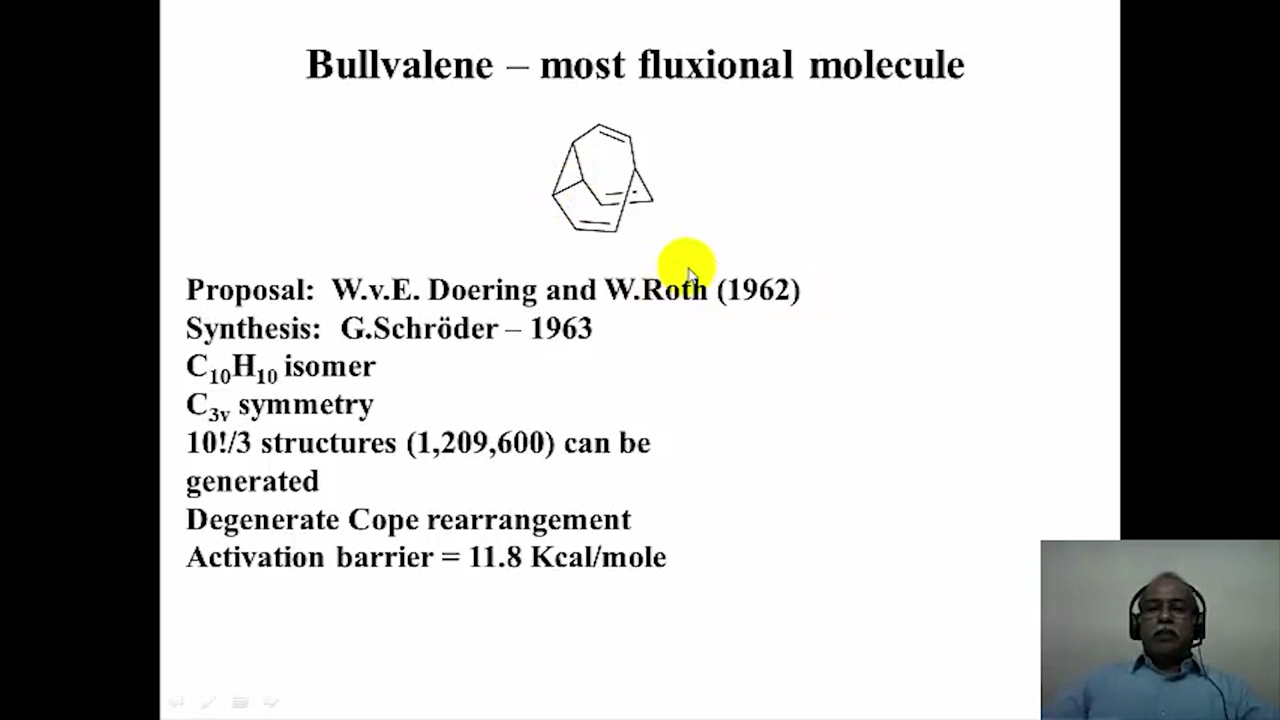 Bullvalene – most fluxional molecule
Proposal: W.v.E. Doering and W.Roth (1962)
Synthesis: G.Schröder – 1963
C₁₀H₁₀ isomer
C₃ᵥ symmetry
10!/3 structures (1,209,600) can be
generated
Degenerate Cope rearrangement
Activation barrier = 11.8 Kcal/mole